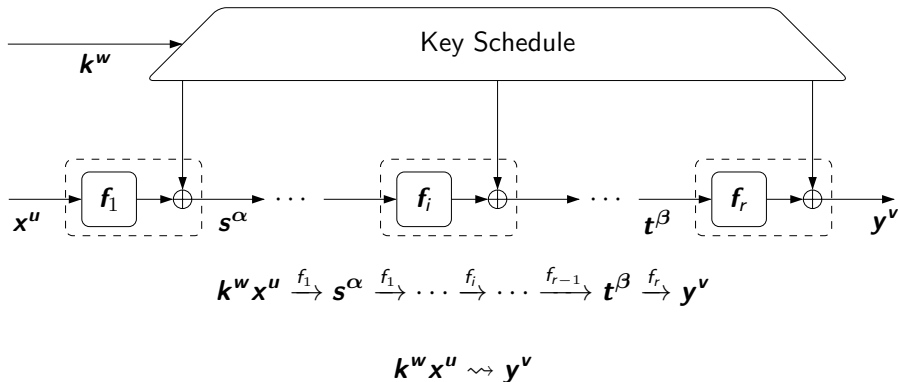 Key Schedule
k^w
f_1 f_i f_r
x^u s^α ··· ··· t^β y^v
k^w x^u →^{f_1} s^α →^{f_1} ··· →^{f_i} ··· →^{f_{r−1}} t^β →^{f_r} y^v
k^w x^u ⇝ y^v